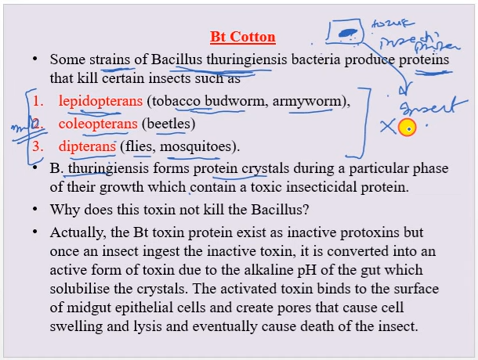 Bt Cotton
toxic
insecti
protein
• Some strains of Bacillus thuringiensis bacteria produce proteins
that kill certain insects such as
1. lepidopterans (tobacco budworm, armyworm),
Insect
2. coleopterans (beetles)
3. dipterans (flies, mosquitoes).
• B. thuringiensis forms protein crystals during a particular phase
of their growth which contain a toxic insecticidal protein.
• Why does this toxin not kill the Bacillus?
• Actually, the Bt toxin protein exist as inactive protoxins but
once an insect ingest the inactive toxin, it is converted into an
active form of toxin due to the alkaline pH of the gut which
solubilise the crystals. The activated toxin binds to the surface
of midgut epithelial cells and create pores that cause cell
swelling and lysis and eventually cause death of the insect.